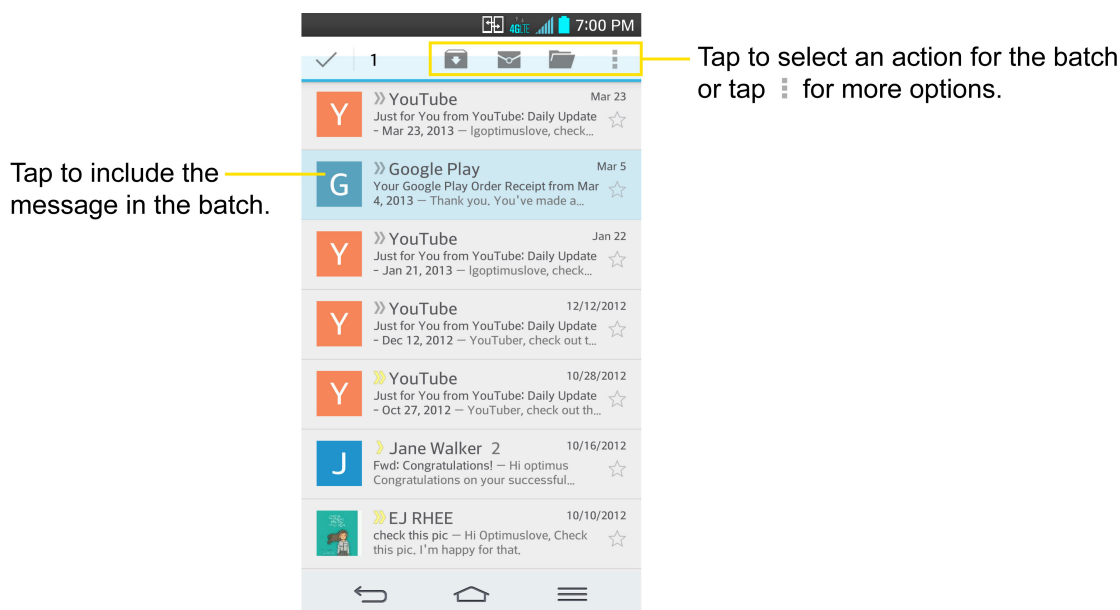 4G LTE 7:00 PM
1
Tap to select an action for the batch
or tap ⋮ for more options.
Y
YouTube Mar 23
Just for You from YouTube: Daily Update
- Mar 23, 2013 — lgoptimuslove, check...
Tap to include the
message in the batch.
G
Google Play Mar 5
Your Google Play Order Receipt from Mar
4, 2013 — Thank you. You've made a...
Y
YouTube Jan 22
Just for You from YouTube: Daily Update
- Jan 21, 2013 — lgoptimuslove, check...
Y
YouTube 12/12/2012
Just for You from YouTube: Daily Update
- Dec 12, 2012 — YouTuber, check out t...
Y
YouTube 10/28/2012
Just for You from YouTube: Daily Update
- Oct 27, 2012 — YouTuber, check out th...
J
Jane Walker 2 10/16/2012
Fwd: Congratulations! — Hi optimus
Congratulations on your successful...
EJ RHEE 10/10/2012
check this pic — Hi Optimuslove, Check
this pic. I'm happy for that.